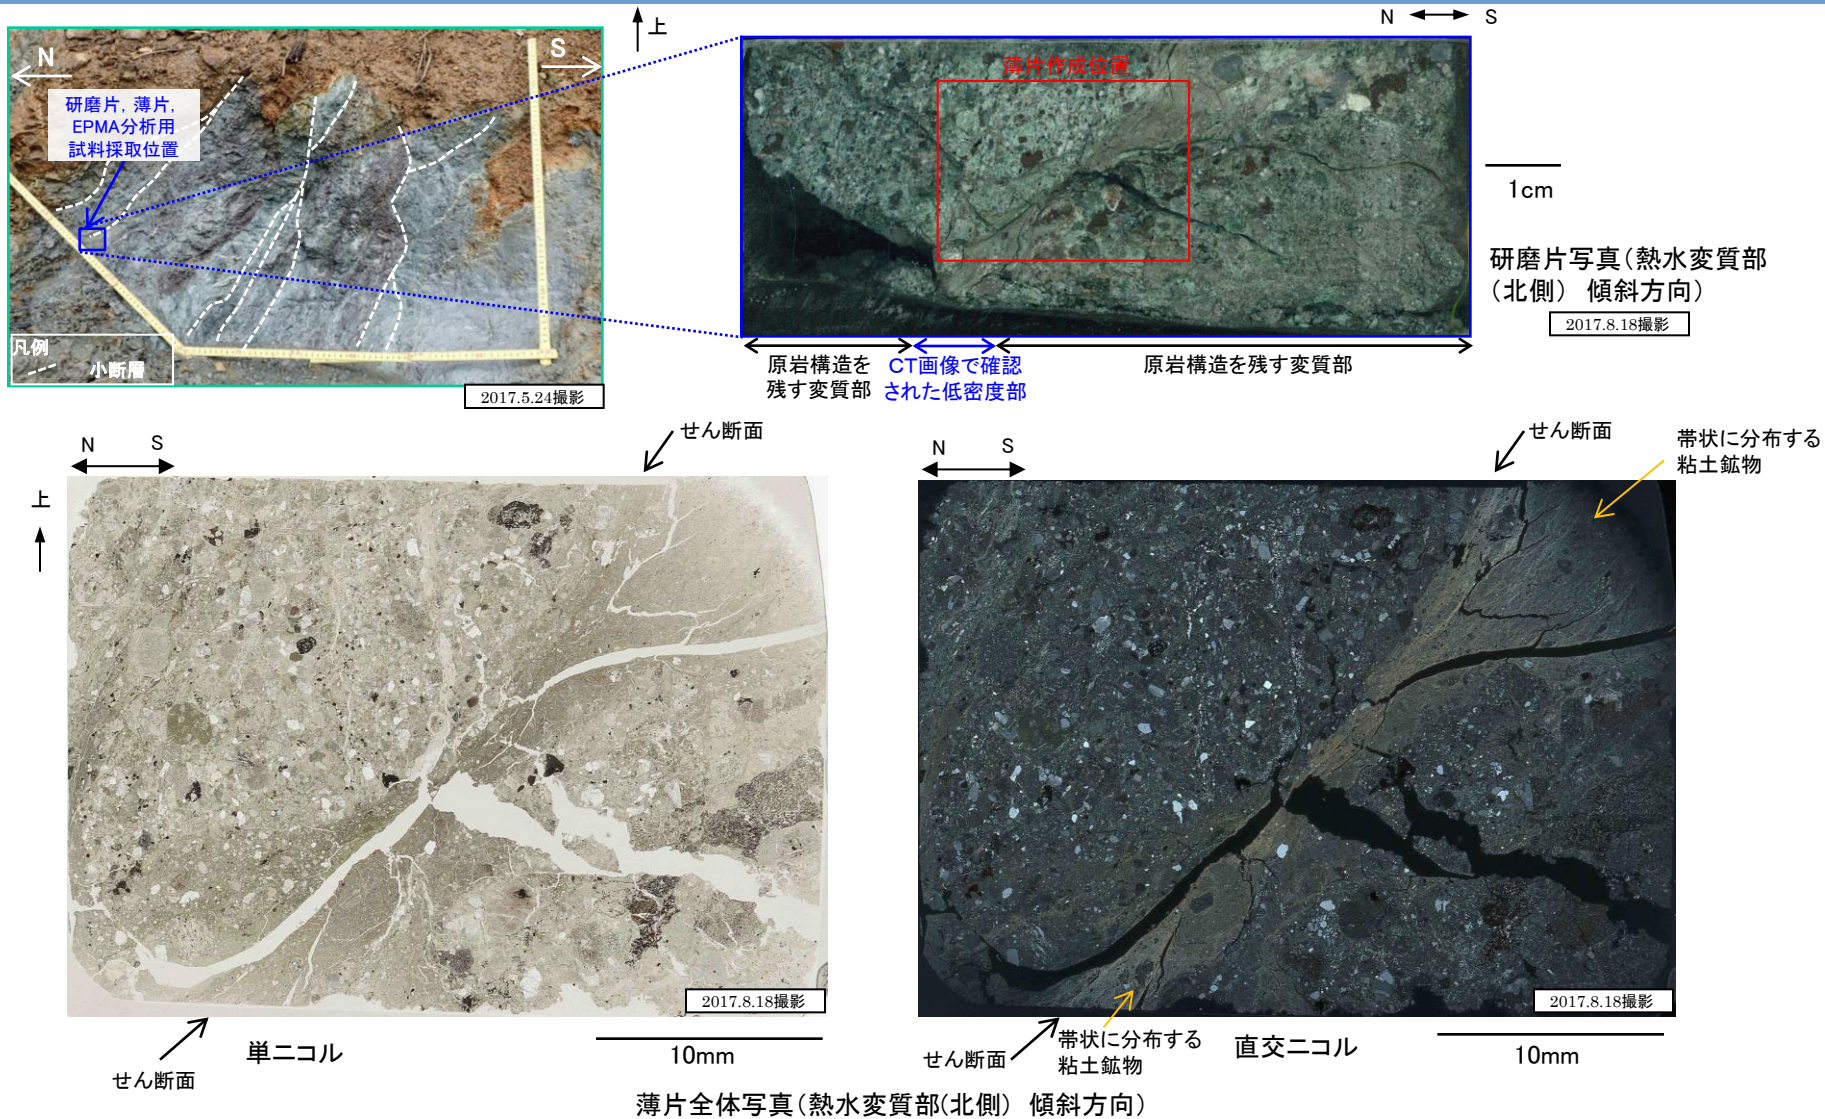 N
S
研磨片, 薄片,
EPMA分析用
試料採取位置
凡例
小断層
2017.5.24撮影
上
N S
薄片作成位置
1cm
研磨片写真(熱水変質部
(北側) 傾斜方向)
2017.8.18撮影
原岩構造を
残す変質部
CT画像で確認
された低密度部
原岩構造を残す変質部
N S
せん断面
上
2017.8.18撮影
せん断面
単ニコル
10mm
N S
せん断面
帯状に分布する
粘土鉱物
2017.8.18撮影
せん断面
帯状に分布する
粘土鉱物
直交ニコル
10mm
薄片全体写真(熱水変質部(北側) 傾斜方向)